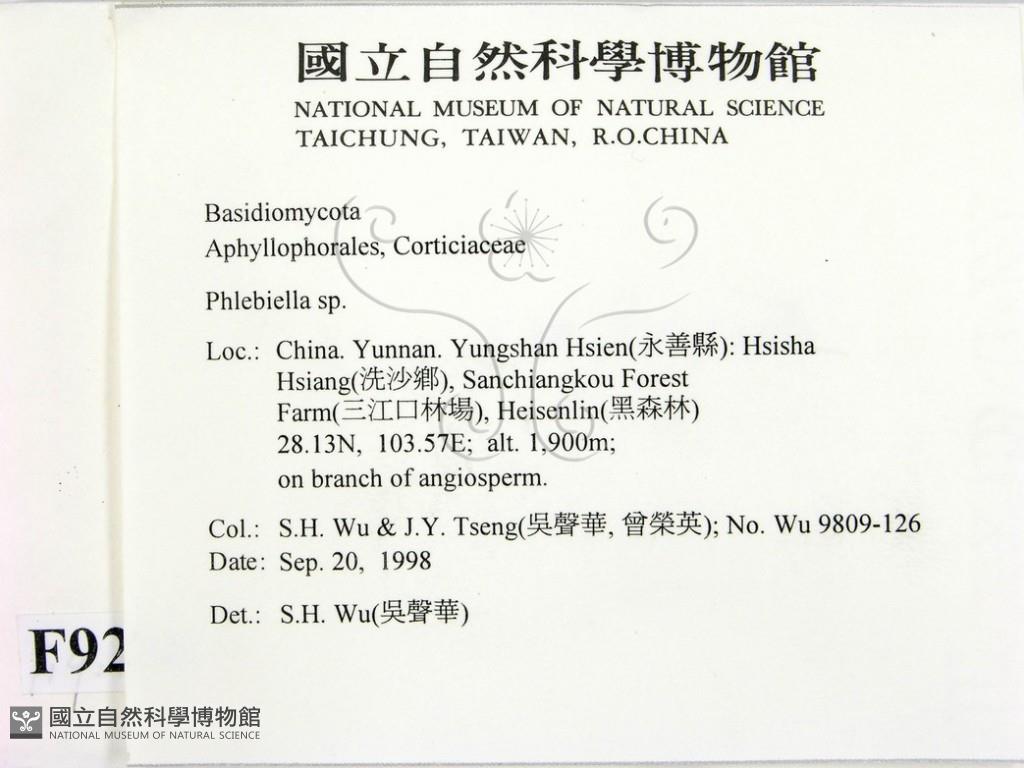 國立自然科學博物館
NATIONAL MUSEUM OF NATURAL SCIENCE
TAICHUNG, TAIWAN, R.O.CHINA
Basidiomycota
Aphyllophorales, Corticiaceae
Phlebiella sp.
Loc.: China. Yunnan. Yungshan Hsien(永善縣): Hsisha
Hsiang(洗沙鄉), Sanchiangkou Forest
Farm(三江口林場), Heisenlin(黑森林)
28.13N, 103.57E; alt. 1,900m;
on branch of angiosperm.
Col.: S.H. Wu & J.Y. Tseng(吳聲華, 曾榮英); No. Wu 9809-126
Date: Sep. 20, 1998
Det.: S.H. Wu(吳聲華)
F92
國立自然科學博物館
NATIONAL MUSEUM OF NATURAL SCIENCE